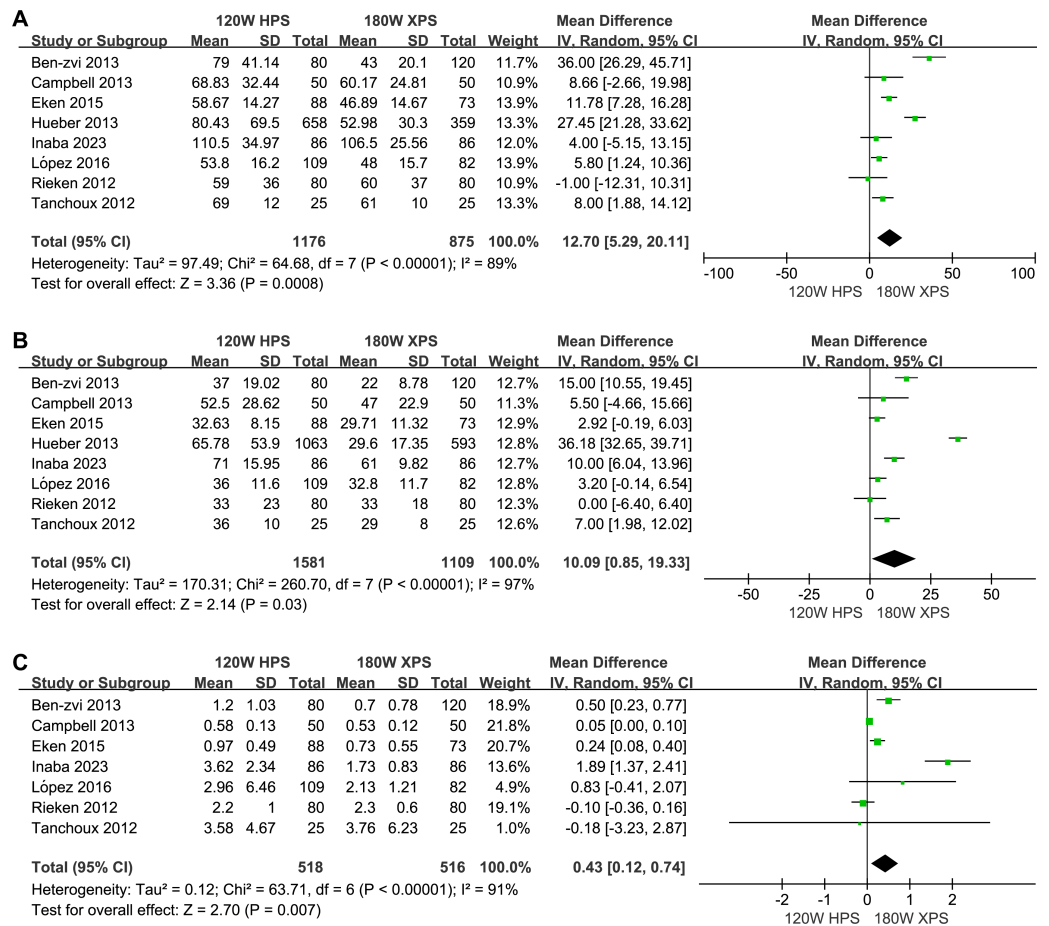 A
120W HPS 180W XPS Mean Difference Mean Difference
Study or Subgroup Mean SD Total Mean SD Total Weight IV, Random, 95% CI IV, Random, 95% CI
Ben-zvi 2013 79 41.14 80 43 20.1 120 11.7% 36.00 [26.29, 45.71]
Campbell 2013 68.83 32.44 50 60.17 24.81 50 10.9% 8.66 [-2.66, 19.98]
Eken 2015 58.67 14.27 88 46.89 14.67 73 13.9% 11.78 [7.28, 16.28]
Hueber 2013 80.43 69.5 658 52.98 30.3 359 13.3% 27.45 [21.28, 33.62]
Inaba 2023 110.5 34.97 86 106.5 25.56 86 12.0% 4.00 [-5.15, 13.15]
López 2016 53.8 16.2 109 48 15.7 82 13.9% 5.80 [1.24, 10.36]
Rieken 2012 59 36 80 60 37 80 10.9% -1.00 [-12.31, 10.31]
Tanchoux 2012 69 12 25 61 10 25 13.3% 8.00 [1.88, 14.12]
Total (95% CI) 1176 875 100.0% 12.70 [5.29, 20.11]
Heterogeneity: Tau² = 97.49; Chi² = 64.68, df = 7 (P < 0.00001); I² = 89%
Test for overall effect: Z = 3.36 (P = 0.0008)
-100 -50 0 50 100
120W HPS 180W XPS
B
120W HPS 180W XPS Mean Difference Mean Difference
Study or Subgroup Mean SD Total Mean SD Total Weight IV, Random, 95% CI IV, Random, 95% CI
Ben-zvi 2013 37 19.02 80 22 8.78 120 12.7% 15.00 [10.55, 19.45]
Campbell 2013 52.5 28.62 50 47 22.9 50 11.3% 5.50 [-4.66, 15.66]
Eken 2015 32.63 8.15 88 29.71 11.32 73 12.9% 2.92 [-0.19, 6.03]
Hueber 2013 65.78 53.9 1063 29.6 17.35 593 12.8% 36.18 [32.65, 39.71]
Inaba 2023 71 15.95 86 61 9.82 86 12.7% 10.00 [6.04, 13.96]
López 2016 36 11.6 109 32.8 11.7 82 12.8% 3.20 [-0.14, 6.54]
Rieken 2012 33 23 80 33 18 80 12.3% 0.00 [-6.40, 6.40]
Tanchoux 2012 36 10 25 29 8 25 12.6% 7.00 [1.98, 12.02]
Total (95% CI) 1581 1109 100.0% 10.09 [0.85, 19.33]
Heterogeneity: Tau² = 170.31; Chi² = 260.70, df = 7 (P < 0.00001); I² = 97%
Test for overall effect: Z = 2.14 (P = 0.03)
-50 -25 0 25 50
120W HPS 180W XPS
C
120W HPS 180W XPS Mean Difference Mean Difference
Study or Subgroup Mean SD Total Mean SD Total Weight IV, Random, 95% CI IV, Random, 95% CI
Ben-zvi 2013 1.2 1.03 80 0.7 0.78 120 18.9% 0.50 [0.23, 0.77]
Campbell 2013 0.58 0.13 50 0.53 0.12 50 21.8% 0.05 [0.00, 0.10]
Eken 2015 0.97 0.49 88 0.73 0.55 73 20.7% 0.24 [0.08, 0.40]
Inaba 2023 3.62 2.34 86 1.73 0.83 86 13.6% 1.89 [1.37, 2.41]
López 2016 2.96 6.46 109 2.13 1.21 82 4.9% 0.83 [-0.41, 2.07]
Rieken 2012 2.2 1 80 2.3 0.6 80 19.1% -0.10 [-0.36, 0.16]
Tanchoux 2012 3.58 4.67 25 3.76 6.23 25 1.0% -0.18 [-3.23, 2.87]
Total (95% CI) 518 516 100.0% 0.43 [0.12, 0.74]
Heterogeneity: Tau² = 0.12; Chi² = 63.71, df = 6 (P < 0.00001); I² = 91%
Test for overall effect: Z = 2.70 (P = 0.007)
-2 -1 0 1 2
120W HPS 180W XPS